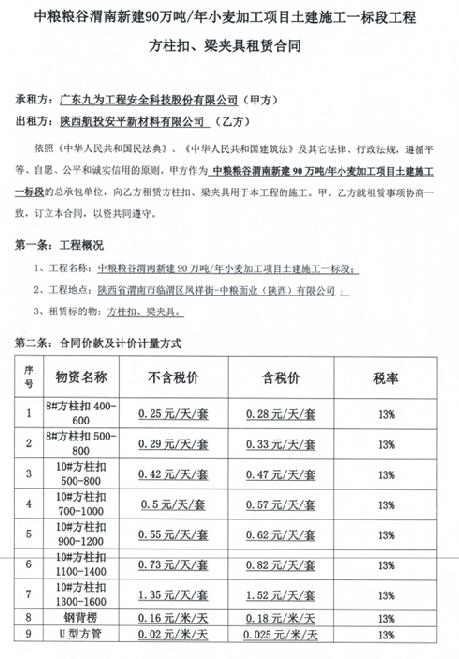 中粮粮谷渭南新建90万吨/年小麦加工项目土建施工一标段工程
方柱扣、梁夹具租赁合同
承租方：广东九为工程安全科技股份有限公司（甲方）
出租方：陕西航投安平新材料有限公司（乙方）
依照《中华人民共和国民法典》、《中华人民共和国建筑法》及其它法律、行政法规，遵循平
等、自愿、公平和诚实信用的原则，甲方作为中粮粮谷渭南新建90万吨/年小麦加工项目土建施工
一标段的总承包单位，向乙方租赁方柱扣、梁夹具用于本工程的施工。甲、乙方就租赁事项协商一
致，订立本合同，以资共同遵守。
第一条：工程概况
1、工程名称：中粮粮谷渭南新建90万吨/年小麦加工项目土建施工一标段；
2、工程地点：陕西省渭南市临渭区凤祥街-中粮面业（陕西）有限公司；
3、租赁标的物：方柱扣、梁夹具。
第二条：合同价款及计价计量方式
序号 物资名称 不含税价 含税价 税率
1 8#方柱扣400-600 0.25元/天/套 0.28元/天/套 13%
2 8#方柱扣500-800 0.29元/天/套 0.33元/天/套 13%
3 10#方柱扣500-800 0.42元/天/套 0.47元/天/套 13%
4 10#方柱扣700-1000 0.5元/天/套 0.57元/天/套 13%
5 10#方柱扣900-1200 0.55元/天/套 0.62元/天/套 13%
6 10#方柱扣1100-1400 0.73元/天/套 0.82元/天/套 13%
7 10#方柱扣1300-1600 1.35元/天/套 1.52元/天/套 13%
8 钢背楞 0.16元/米/天 0.18元/米/天 13%
9 U型方管 0.02元/米/天 0.025元/米/天 13%